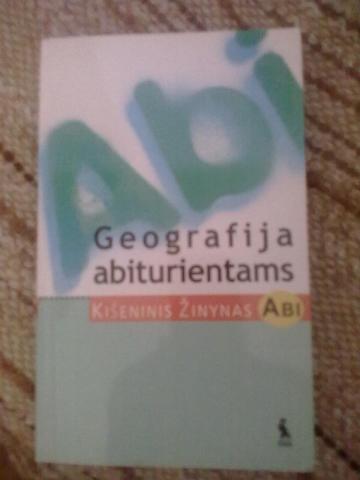 Abi
Geografija
abiturientams
KIŠENINIS ŽINYNAS ABI